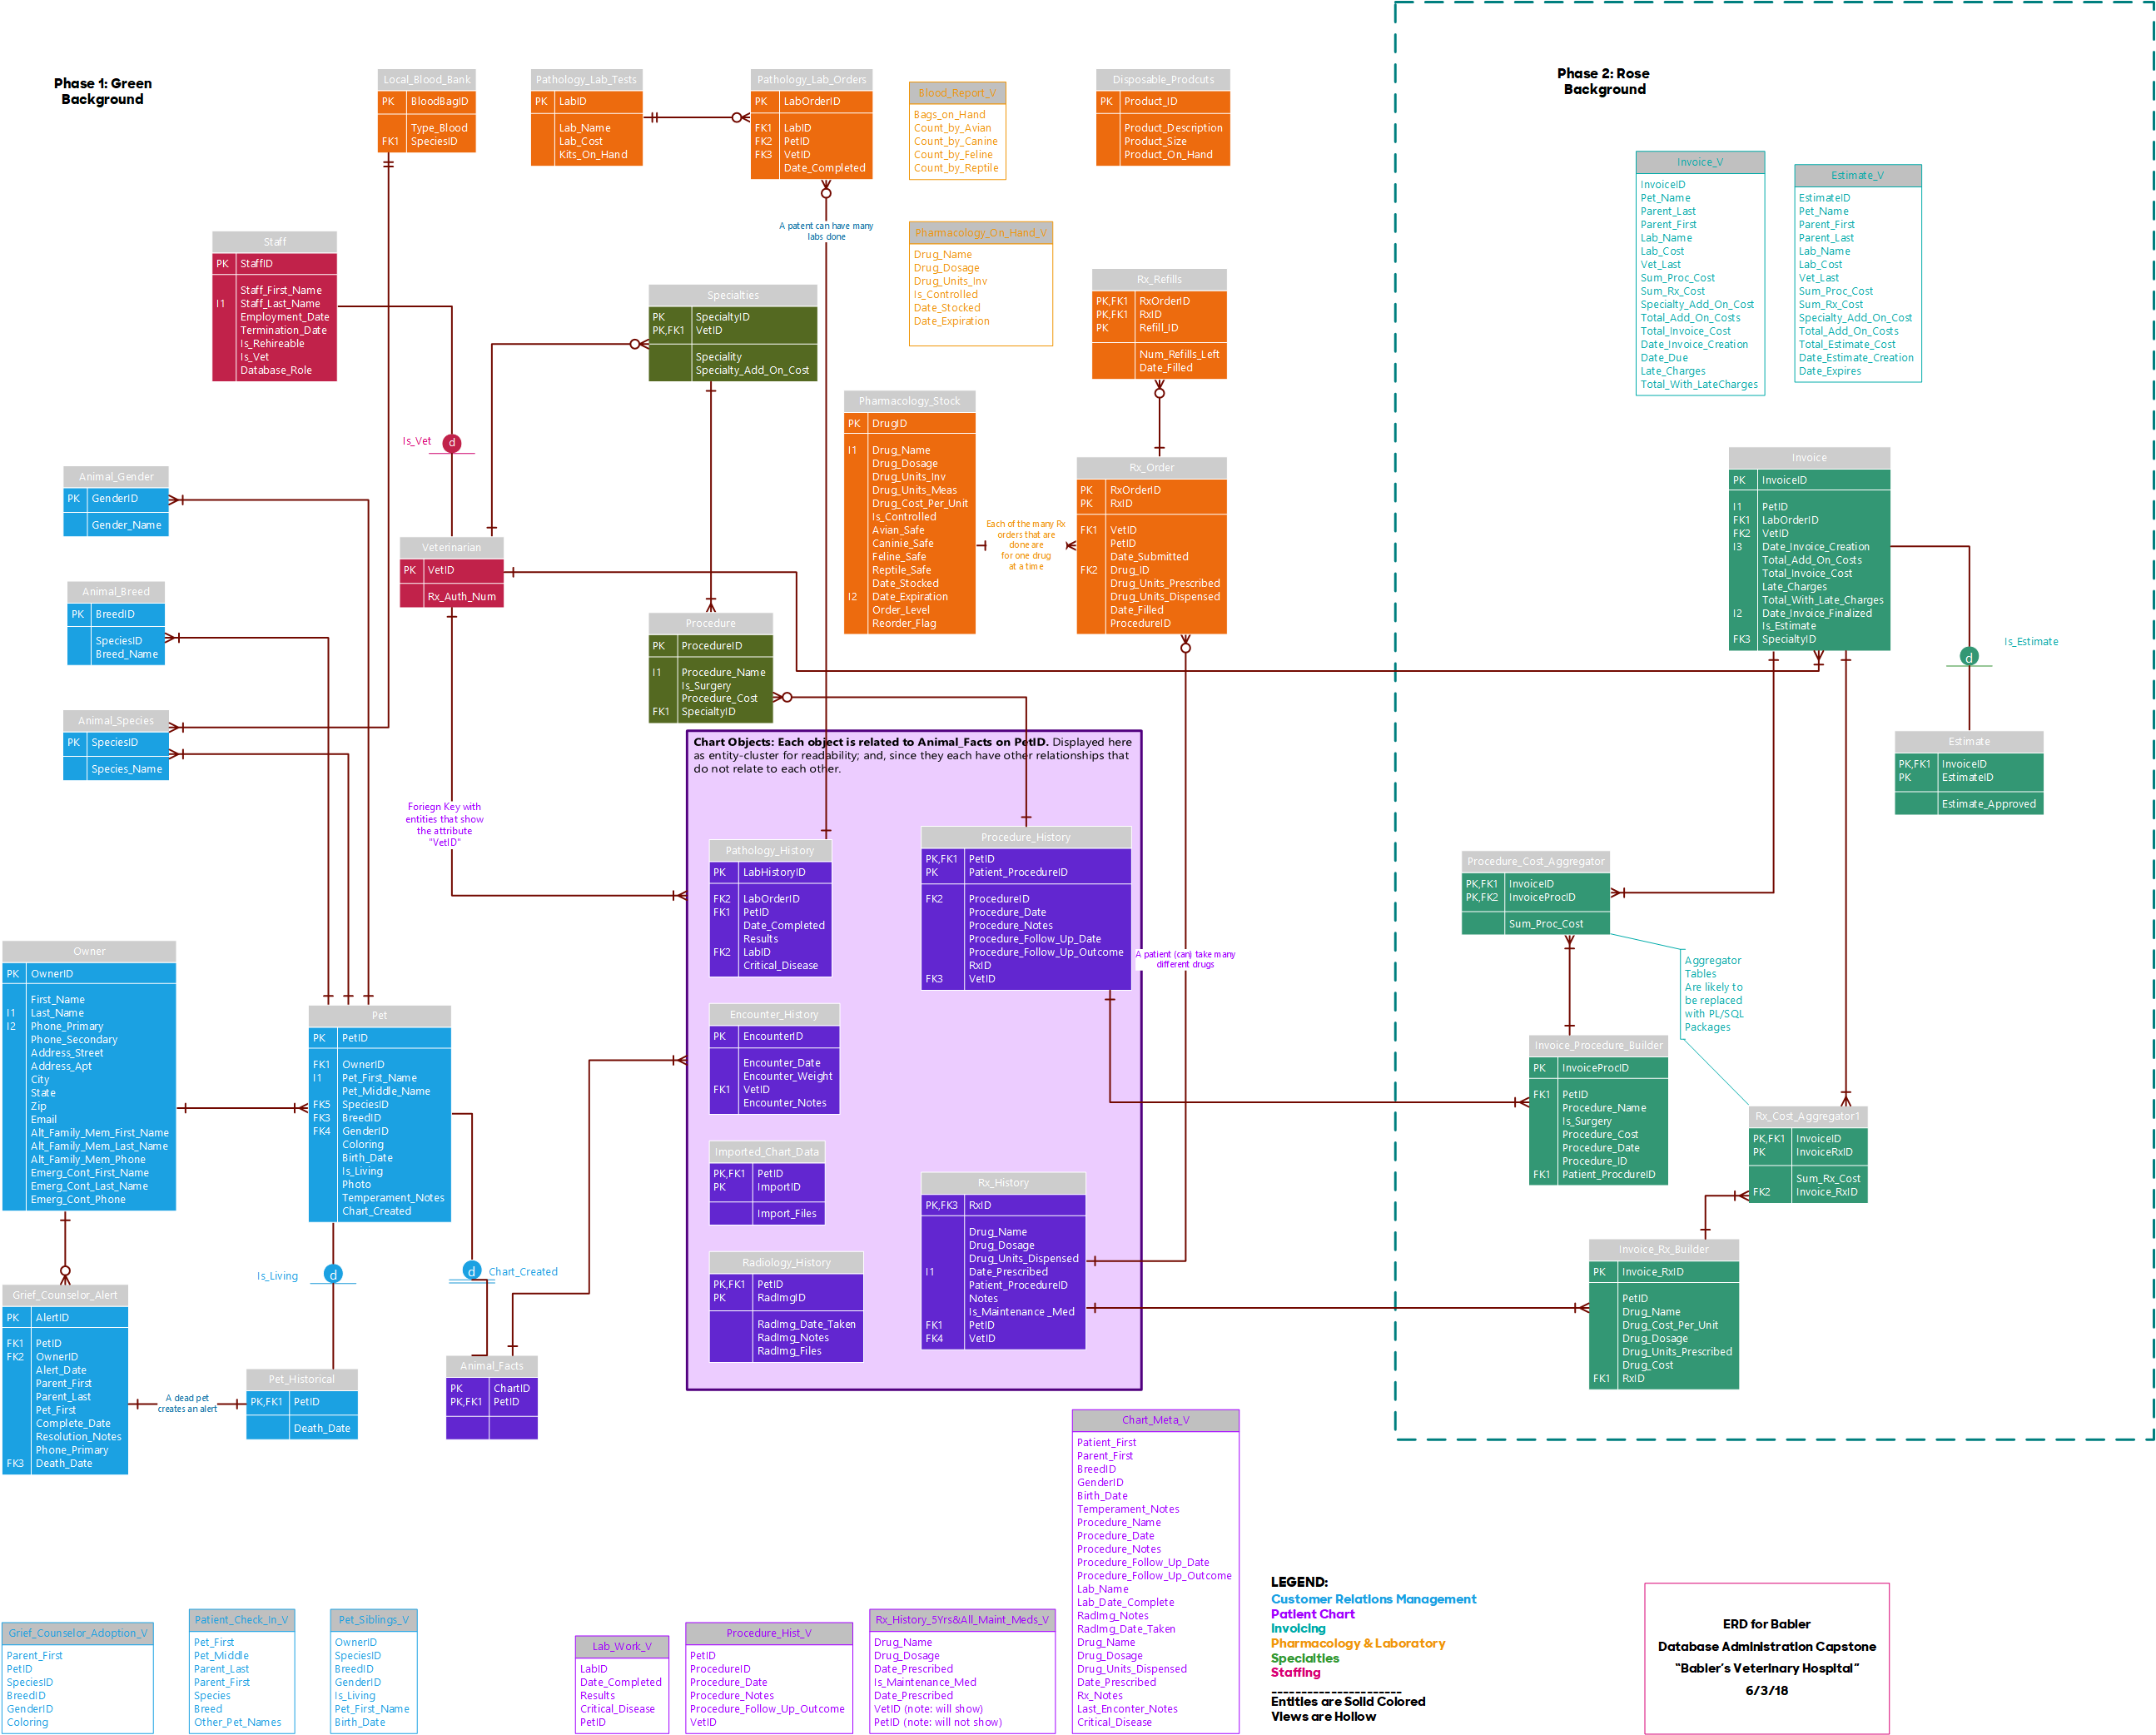 Phase 1: Green
Background
Phase 2: Rose
Background
Local_Blood_Bank
PK BloodBagID
Type_Blood
FK1 SpeciesID
Pathology_Lab_Tests
PK LabID
Lab_Name
Lab_Cost
Kits_On_Hand
Pathology_Lab_Orders
PK LabOrderID
FK1 LabID
FK2 PetID
FK3 VetID
Date_Completed
Blood_Report_V
Bags_on_Hand
Count_by_Avian
Count_by_Canine
Count_by_Feline
Count_by_Reptile
Disposable_Prodcuts
PK Product_ID
Product_Description
Product_Size
Product_On_Hand
A patent can have many
labs done
Invoice_V
InvoiceID
Pet_Name
Parent_Last
Parent_First
Lab_Name
Lab_Cost
Vet_Last
Sum_Proc_Cost
Sum_Rx_Cost
Specialty_Add_On_Cost
Total_Add_On_Costs
Total_Invoice_Cost
Date_Invoice_Creation
Date_Due
Late_Charges
Total_With_LateCharges
Estimate_V
EstimateID
Pet_Name
Parent_First
Parent_Last
Lab_Name
Lab_Cost
Vet_Last
Sum_Proc_Cost
Sum_Rx_Cost
Specialty_Add_On_Cost
Total_Add_On_Costs
Total_Estimate_Cost
Date_Estimate_Creation
Date_Expires
Staff
PK StaffID
Staff_First_Name
I1 Staff_Last_Name
Employment_Date
Termination_Date
Is_Rehireable
Is_Vet
Database_Role
Specialties
PK SpecialtyID
PK,FK1 VetID
Speciality
Specialty_Add_On_Cost
Pharmacology_On_Hand_V
Drug_Name
Drug_Dosage
Drug_Units_Inv
Is_Controlled
Date_Stocked
Date_Expiration
Rx_Refills
PK,FK1 RxOrderID
PK,FK1 RxID
PK Refill_ID
Num_Refills_Left
Date_Filled
Pharmacology_Stock
PK DrugID
I1 Drug_Name
Drug_Dosage
Drug_Units_Inv
Drug_Units_Meas
Drug_Cost_Per_Unit
Is_Controlled
Avian_Safe
Caninie_Safe
Feline_Safe
Reptile_Safe
Date_Stocked
I2 Date_Expiration
Order_Level
Reorder_Flag
Each of the many Rx
orders that are
done are
for one drug
at a time
Rx_Order
PK RxOrderID
PK RxID
FK1 VetID
PetID
Date_Submitted
FK2 Drug_ID
Drug_Units_Prescribed
Drug_Units_Dispensed
Date_Filled
ProcedureID
Is_Vet
d
Animal_Gender
PK GenderID
Gender_Name
Vetennarian
PK VetID
Rx_Auth_Num
Animal_Breed
PK BreedID
SpeciesID
Breed_Name
Procedure
PK ProcedureID
I1 Procedure_Name
Is_Surgery
Procedure_Cost
FK1 SpecialtyID
Animal_Species
PK SpeciesID
Species_Name
Invoice
PK InvoiceID
I1 PetID
FK1 LabOrderID
FK2 VetID
I3 Date_Invoice_Creation
Total_Add_On_Costs
Total_Invoice_Cost
Late_Charges
Total_With_Late_Charges
I2 Date_Invoice_Finalized
Is_Estimate
FK3 SpecialtyID
Is_Estimate
d
Estimate
PK,FK1 InvoiceID
PK EstimateID
Estimate_Approved
Chart Objects: Each object is related to Animal_Facts on PetID. Displayed here
as entity-cluster for readability; and, since they each have other relationships that
do not relate to each other.
Foriegn Key with
entities that show
the attribute
"VetID"
Pathology_History
PK LabHistoryID
FK2 LabOrderID
FK1 PetID
Date_Completed
Results
FK2 LabID
Critical_Disease
Procedure_History
PK,FK1 PetID
PK Patient_ProcedureID
FK2 ProcedureID
Procedure_Date
Procedure_Notes
Procedure_Follow_Up_Date
Procedure_Follow_Up_Outcome
RxID
FK3 VetID
A patient (can) take many
different drugs
Procedure_Cost_Aggregator
PK,FK1 InvoiceID
PK,FK2 InvoiceProcID
Sum_Proc_Cost
Aggregator
Tables
Are likely to
be replaced
with PL/SQL
Packages
Owner
PK OwnerID
First_Name
I1 Last_Name
I2 Phone_Primary
Phone_Secondary
Address_Street
Address_Apt
City
State
Zip
Email
Alt_Family_Mem_First_Name
Alt_Family_Mem_Last_Name
Alt_Family_Mem_Phone
Emerg_Cont_First_Name
Emerg_Cont_Last_Name
Emerg_Cont_Phone
Pet
PK PetID
FK1 OwnerID
I1 Pet_First_Name
Pet_Middle_Name
FK5 SpeciesID
FK3 BreedID
FK4 GenderID
Coloring
Birth_Date
Is_Living
Photo
Temperament_Notes
Chart_Created
Encounter_History
PK EncounterID
Encounter_Date
Encounter_Weight
FK1 VetID
Encounter_Notes
Imported_Chart_Data
PK,FK1 PetID
PK ImportID
Import_Files
Rx_History
PK,FK3 RxID
Drug_Name
Drug_Dosage
Drug_Units_Dispensed
I1 Date_Prescribed
Patient_ProcedureID
Notes
Is_Maintenance _Med
FK1 PetID
FK4 VetID
Radiology_History
PK,FK1 PetID
PK RadImgID
RadImg_Date_Taken
RadImg_Notes
RadImg_Files
Invoice_Procedure_Builder
PK InvoiceProcID
FK1 PetID
Procedure_Name
Is_Surgery
Procedure_Cost
Procedure_Date
Procedure_ID
FK1 Patient_ProcdureID
Rx_Cost_Aggregator1
PK,FK1 InvoiceID
PK InvoiceRxID
Sum_Rx_Cost
FK2 Invoice_RxID
Invoice_Rx_Builder
PK Invoice_RxID
PetID
Drug_Name
Drug_Cost_Per_Unit
Drug_Dosage
Drug_Units_Prescribed
Drug_Cost
FK1 RxID
Is_Living
d
d
Chart_Created
Grief_Counselor_Alert
PK AlertID
FK1 PetID
FK2 OwnerID
Alert_Date
Parent_First
Parent_Last
Pet_First
Complete_Date
Resolution_Notes
Phone_Primary
FK3 Death_Date
A dead pet
creates an alert
Pet_Historical
PK,FK1 PetID
Death_Date
Animal_Facts
PK ChartID
PK,FK1 PetID
Chart_Meta_V
Patient_First
Parent_First
BreedID
GenderID
Birth_Date
Temperament_Notes
Procedure_Name
Procedure_Date
Procedure_Notes
Procedure_Follow_Up_Date
Procedure_Follow_Up_Outcome
Lab_Name
Lab_Date_Complete
RadImg_Notes
RadImg_Date_Taken
Drug_Name
Drug_Dosage
Drug_Units_Dispensed
Date_Prescribed
Rx_Notes
Last_Enconter_Notes
Critical_Disease
Grief_Counselor_Adoption_V
Parent_First
PetID
SpeciesID
BreedID
GenderID
Coloring
Patient_Check_In_V
Pet_First
Pet_Middle
Parent_Last
Parent_First
Species
Breed
Other_Pet_Names
Pet_Siblings_V
OwnerID
SpeciesID
BreedID
GenderID
Is_Living
Pet_First_Name
Birth_Date
Lab_Work_V
LabID
Date_Completed
Results
Critical_Disease
PetID
Procedure_Hist_V
PetID
ProcedureID
Procedure_Date
Procedure_Notes
Procedure_Follow_Up_Outcome
VetID
Rx_History_5Yrs&All_Maint_Meds_V
Drug_Name
Drug_Dosage
Date_Prescribed
Is_Maintenance_Med
Date_Prescribed
VetID (note: will show)
PetID (note: will not show)
LEGEND:
Customer Relations Management
Patient Chart
Invoicing
Pharmacology & Laboratory
Specialties
Staffing
Entities are Solid Colored
Views are Hollow
ERD for Babler
Database Administration Capstone
"Babler's Veterinary Hospital"
6/3/18